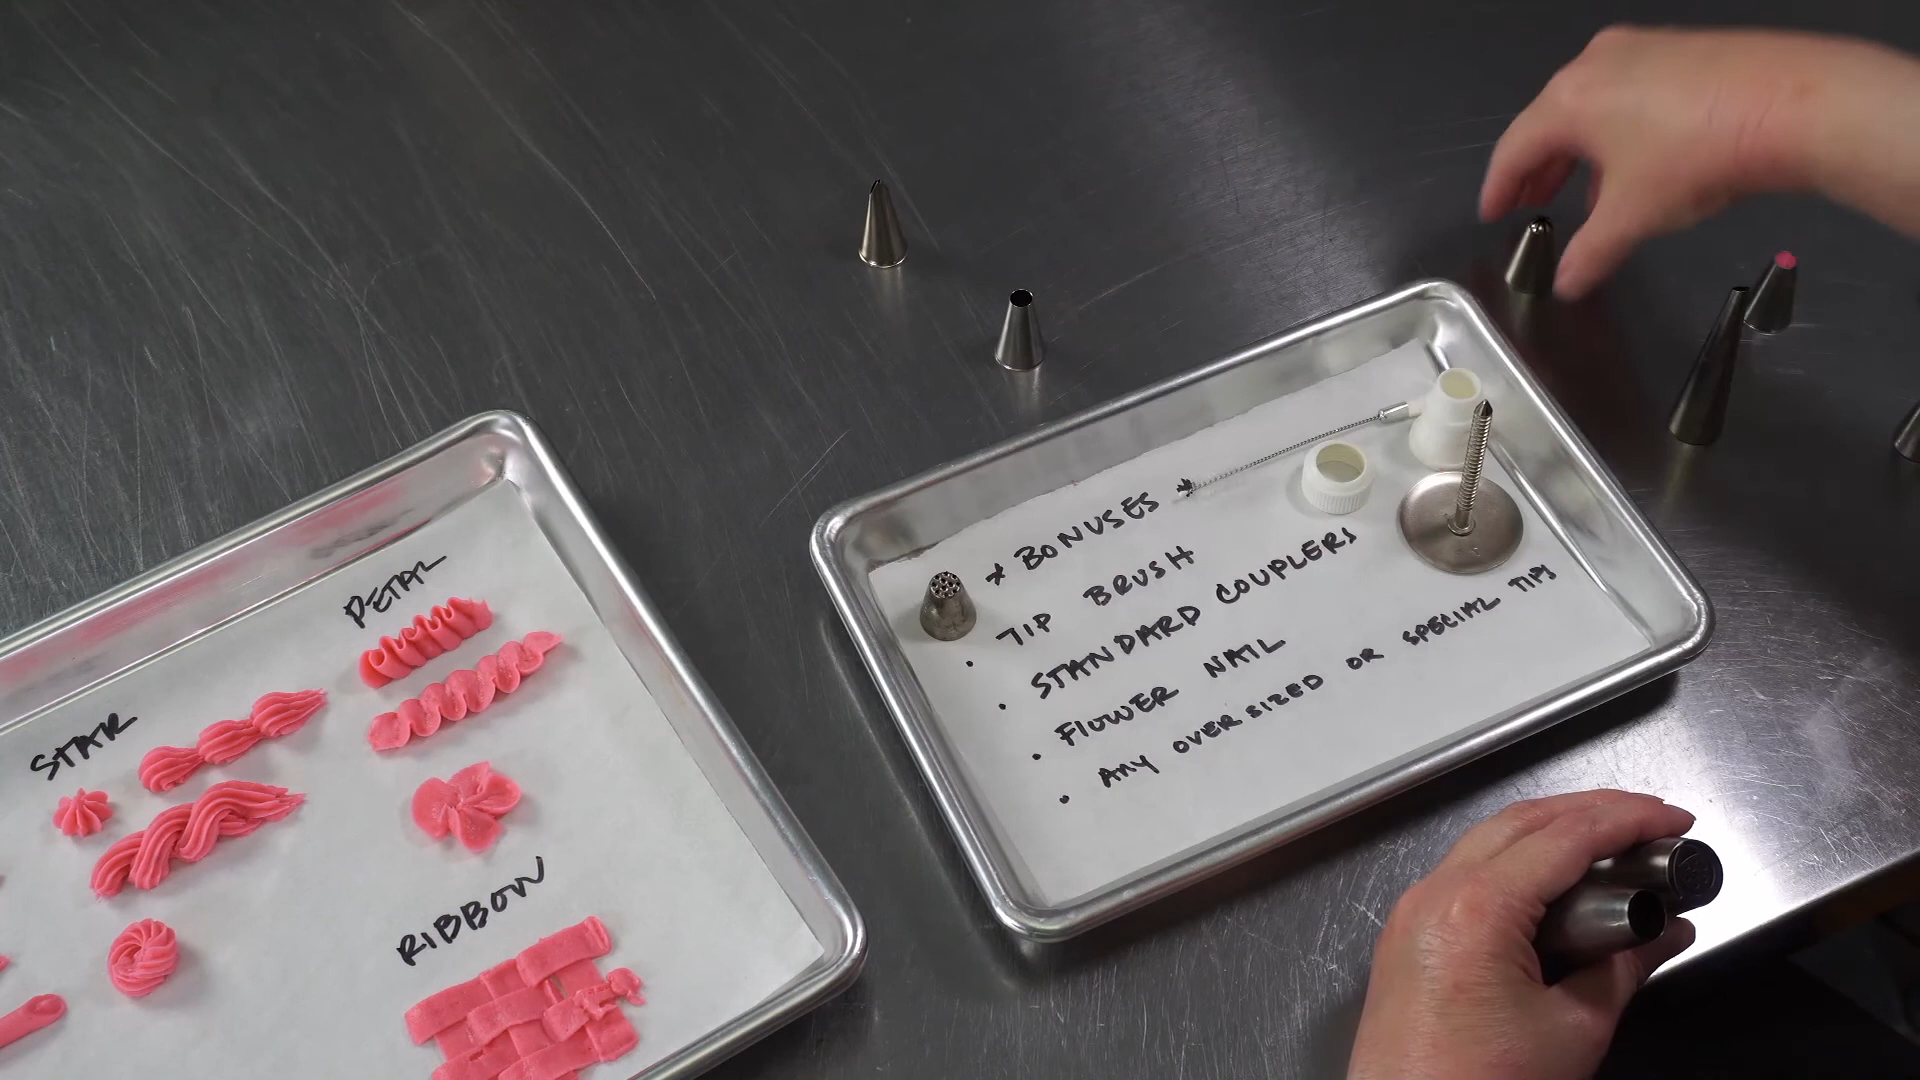 STAR
PETAL
RIBBON
* BONUSES *
• TIP BRUSH
• STANDARD COUPLERS
• FLOWER NAIL
• ANY OVERSIZED OR SPECIAL TIPS